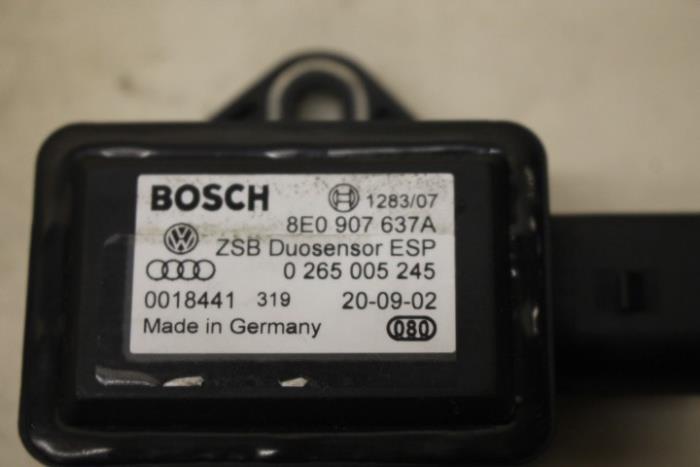 BOSCH 1283/07
8E0 907 637A
ZSB Duosensor ESP
0 265 005 245
0018441 319 20-09-02
Made in Germany 080